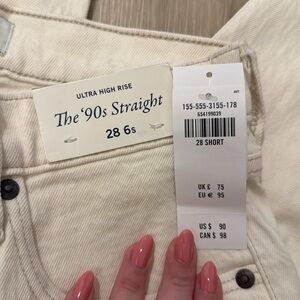 ULTRA HIGH RISE
The '90s Straight
28 6s
155-555-3155-178
654199039
28 SHORT
UK £ 75
EU € 95
US $ 90
CAN $ 98